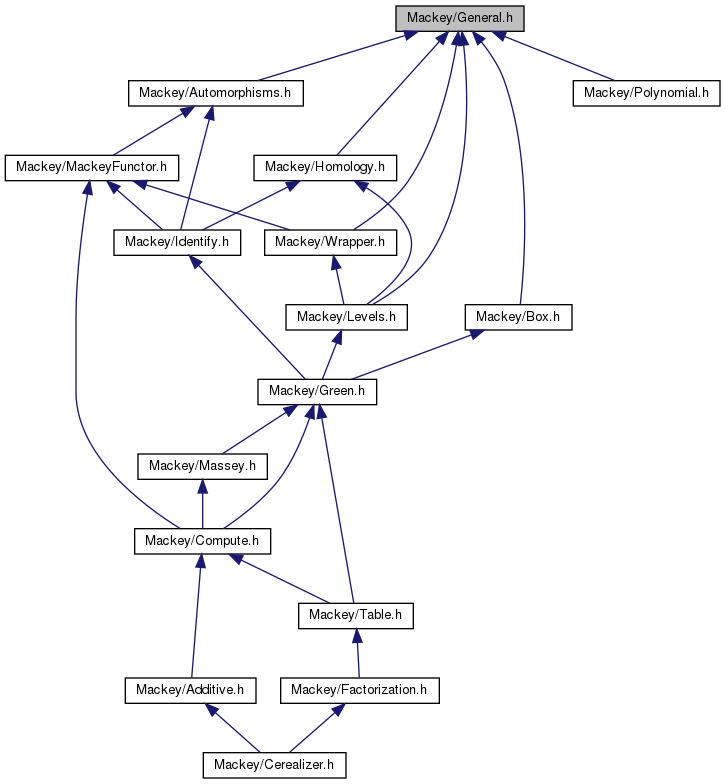 Mackey/General.h
Mackey/Automorphisms.h
Mackey/Polynomial.h
Mackey/MackeyFunctor.h
Mackey/Homology.h
Mackey/Identify.h
Mackey/Wrapper.h
Mackey/Levels.h
Mackey/Box.h
Mackey/Green.h
Mackey/Massey.h
Mackey/Compute.h
Mackey/Table.h
Mackey/Additive.h
Mackey/Factorization.h
Mackey/Cerealizer.h